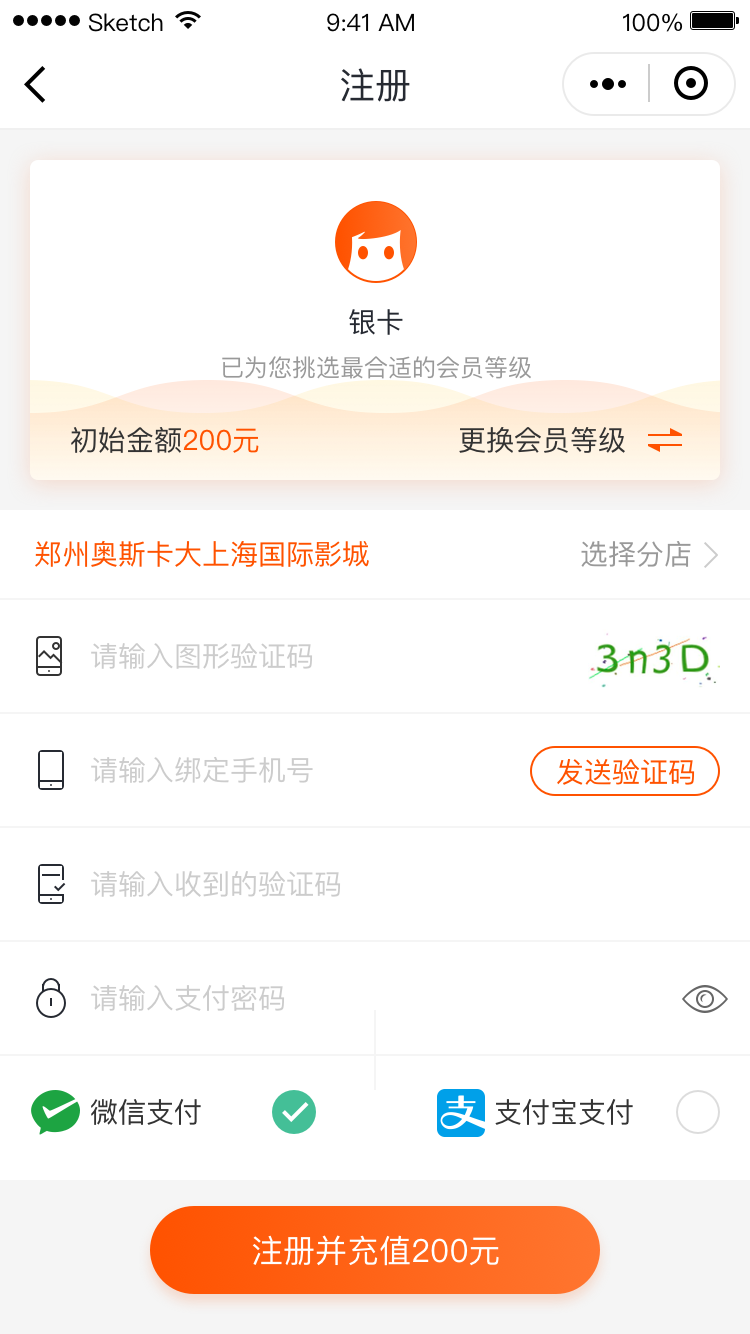 Sketch 9:41 AM 100%
注册
银卡
已为您挑选最合适的会员等级
初始金额200元 更换会员等级
郑州奥斯卡大上海国际影城 选择分店
请输入图形验证码 3n3D
请输入绑定手机号 发送验证码
请输入收到的验证码
请输入支付密码
微信支付 支付宝支付
注册并充值200元